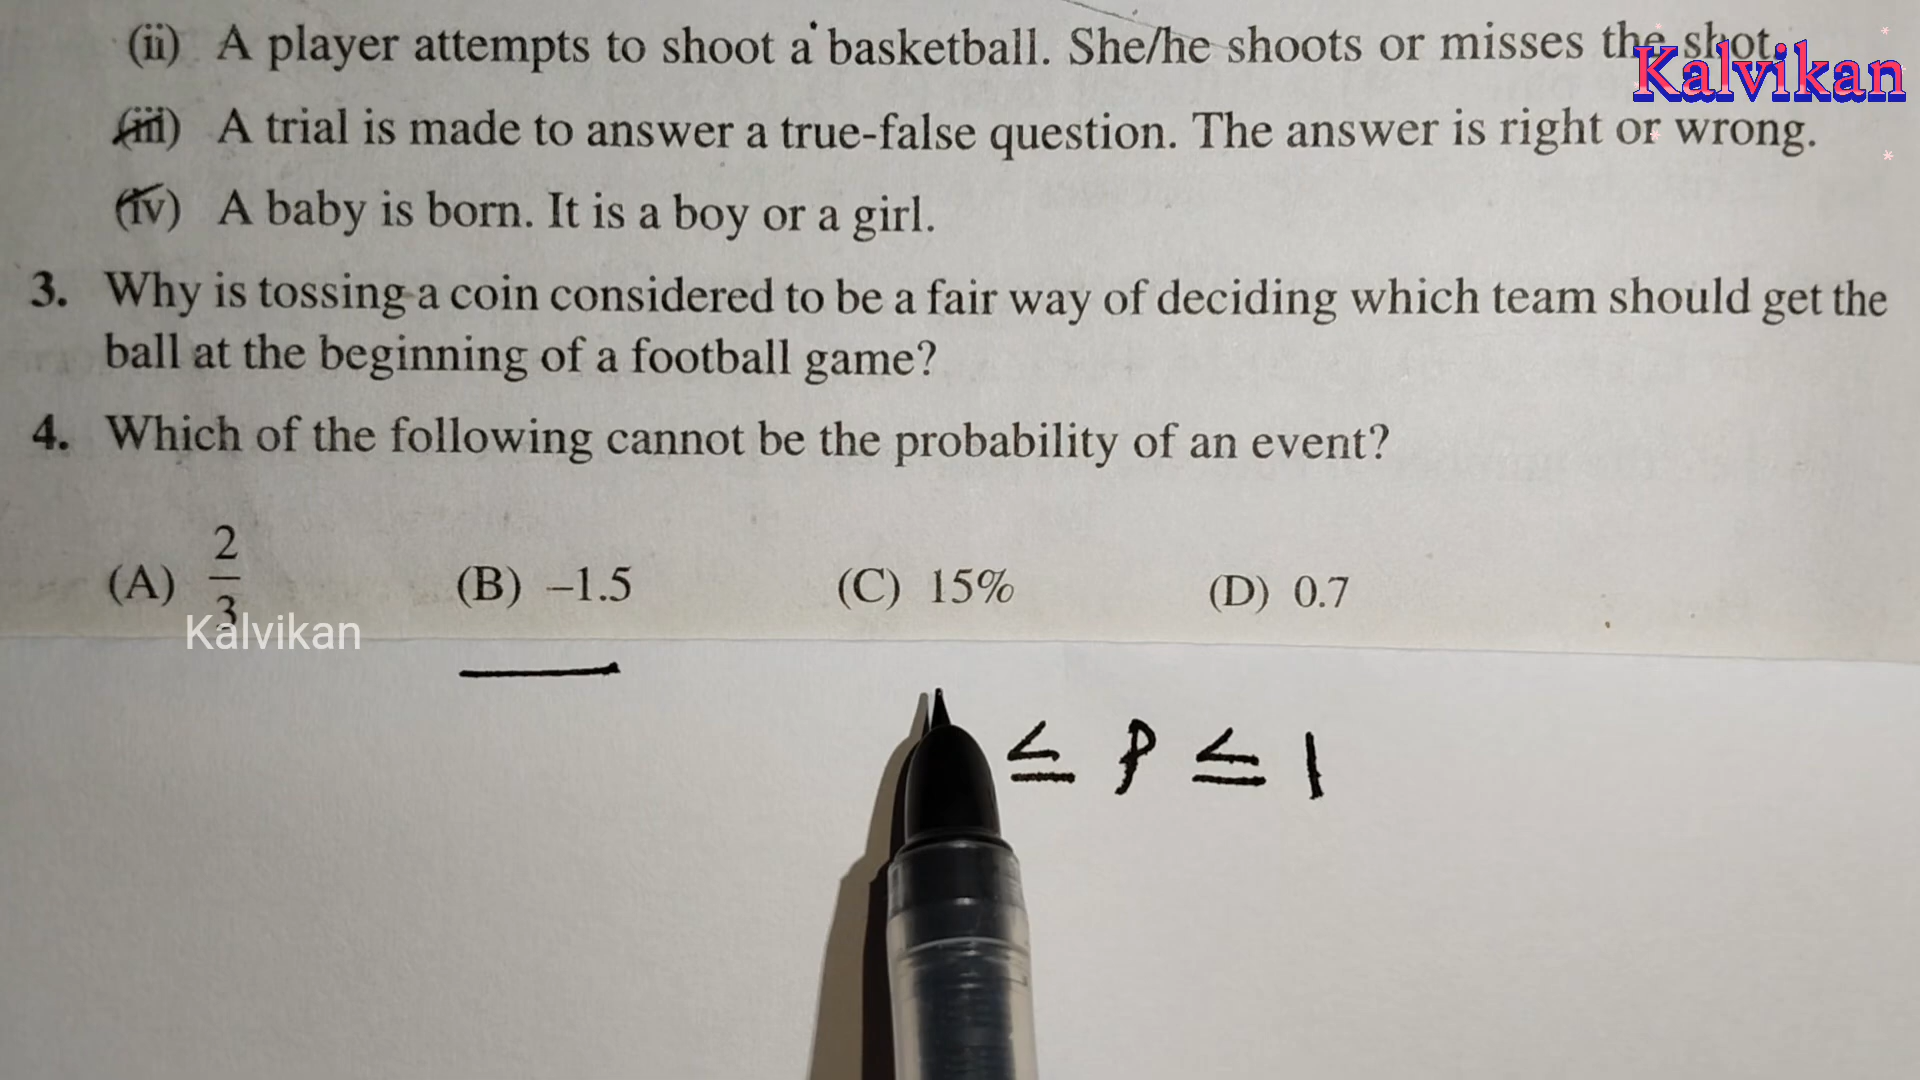 (ii) A player attempts to shoot a basketball. She/he shoots or misses the shot.
Kalvikan
(iii) A trial is made to answer a true-false question. The answer is right or wrong.
(iv) A baby is born. It is a boy or a girl.
3. Why is tossing a coin considered to be a fair way of deciding which team should get the
ball at the beginning of a football game?
4. Which of the following cannot be the probability of an event?
(A) 2/3 (B) –1.5 (C) 15% (D) 0.7
Kalvikan
≤ P ≤ 1